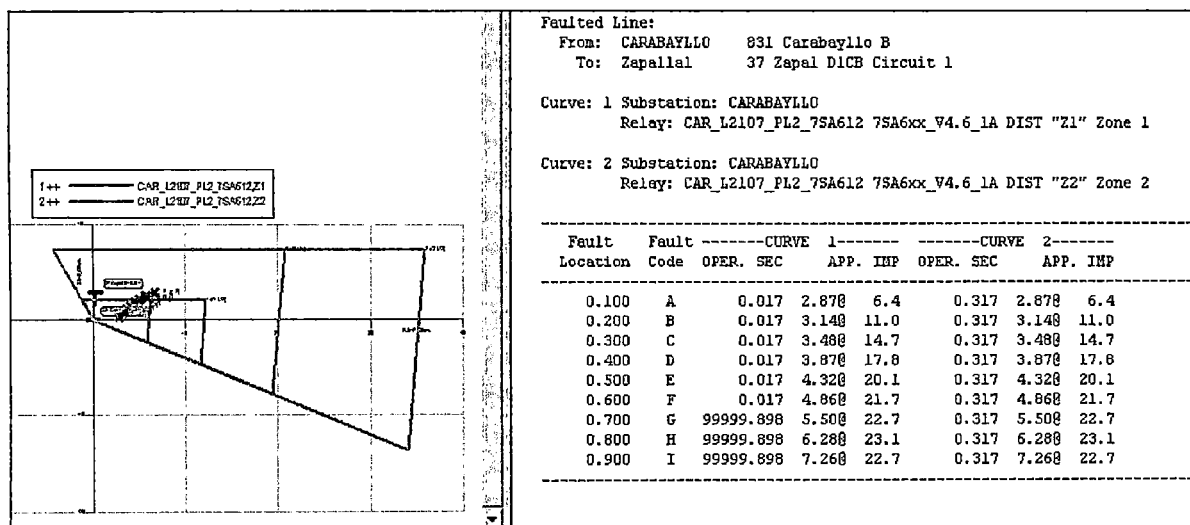 1 ++ CAR_L2107_PL2_7SA612,Z1
2 ++ CAR_L2107_PL2_7SA612,Z2
Faulted Line:
From: CARABAYLLO 831 Carabayllo B
To: Zapallal 37 Zapal D1CB Circuit 1
Curve: 1 Substation: CARABAYLLO
Relay: CAR_L2107_PL2_7SA612 7SA6xx_V4.6_1A DIST "Z1" Zone 1
Curve: 2 Substation: CARABAYLLO
Relay: CAR_L2107_PL2_7SA612 7SA6xx_V4.6_1A DIST "Z2" Zone 2
Fault Fault -------CURVE 1------- -------CURVE 2-------
Location Code OPER. SEC APP. IMP OPER. SEC APP. IMP
0.100 A 0.017 2.87@ 6.4 0.317 2.87@ 6.4
0.200 B 0.017 3.14@ 11.0 0.317 3.14@ 11.0
0.300 C 0.017 3.48@ 14.7 0.317 3.48@ 14.7
0.400 D 0.017 3.87@ 17.8 0.317 3.87@ 17.8
0.500 E 0.017 4.32@ 20.1 0.317 4.32@ 20.1
0.600 F 0.017 4.86@ 21.7 0.317 4.86@ 21.7
0.700 G 99999.898 5.50@ 22.7 0.317 5.50@ 22.7
0.800 H 99999.898 6.28@ 23.1 0.317 6.28@ 23.1
0.900 I 99999.898 7.26@ 22.7 0.317 7.26@ 22.7